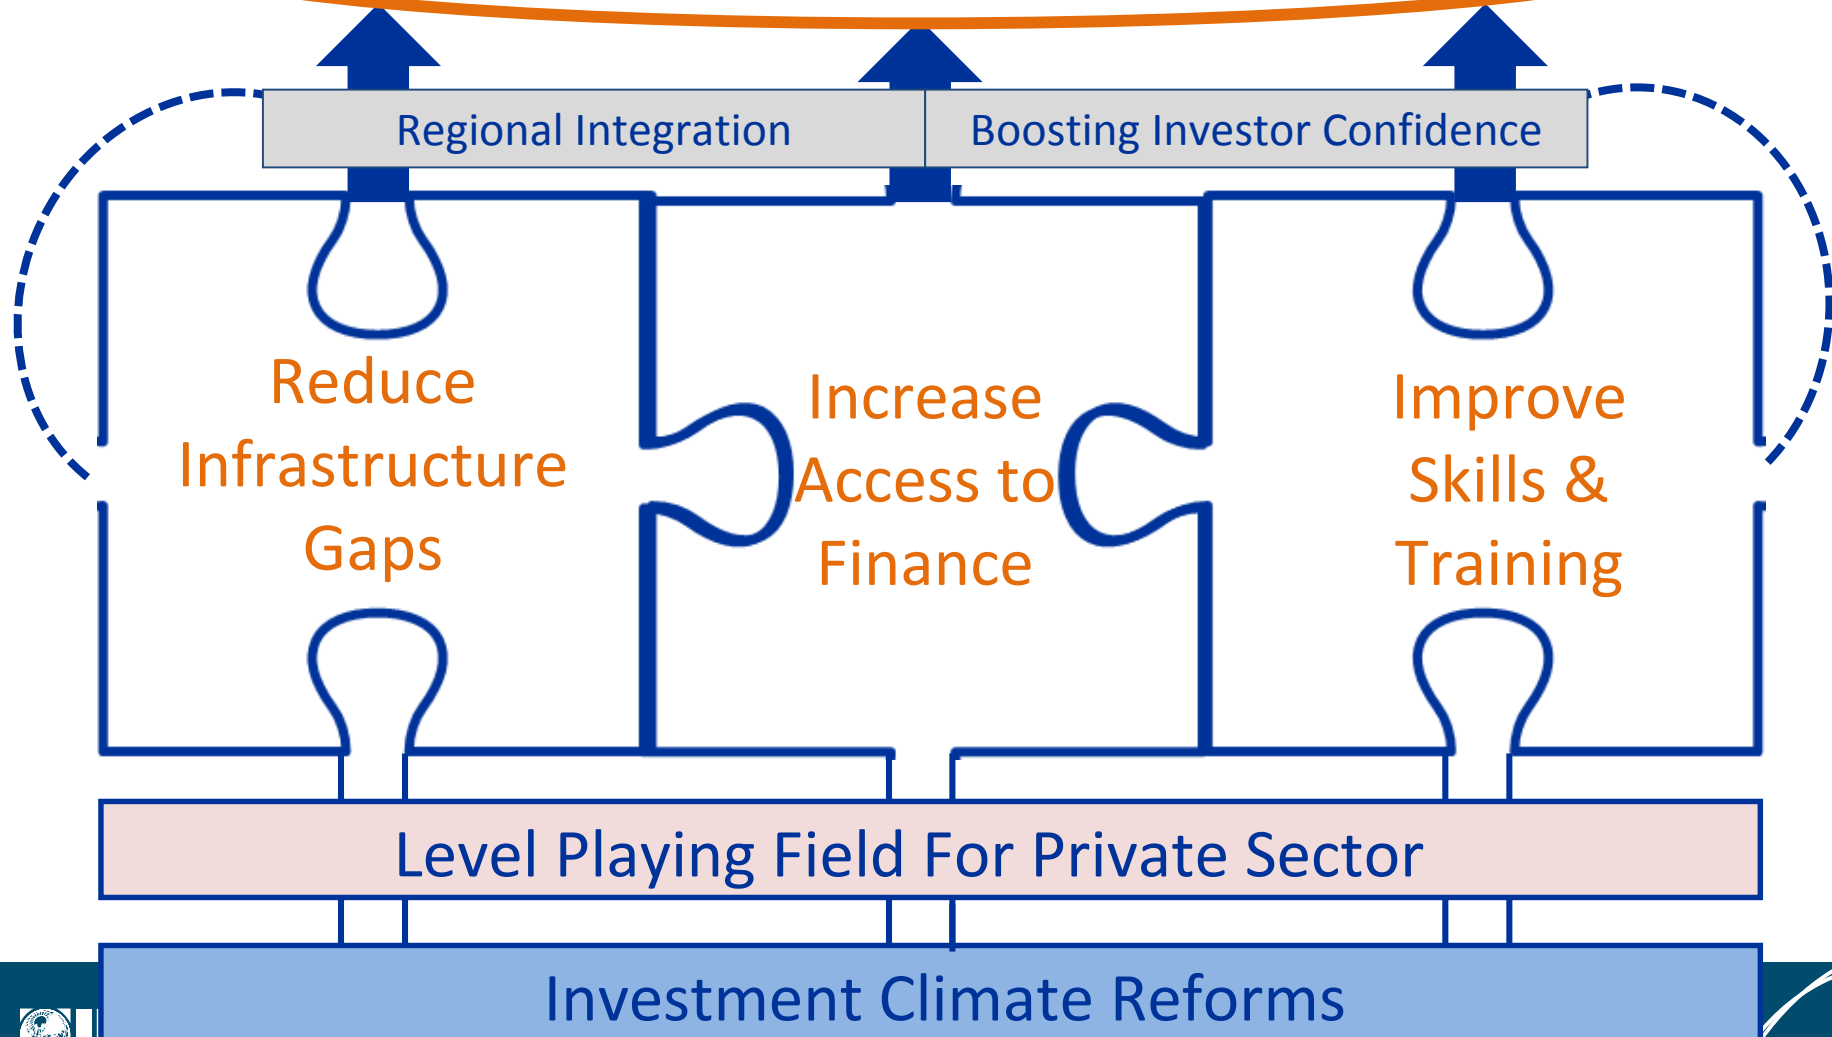 Regional Integration
Boosting Investor Confidence
Reduce
Infrastructure
Gaps
Increase
Access to
Finance
Improve
Skills &
Training
Level Playing Field For Private Sector
Investment Climate Reforms